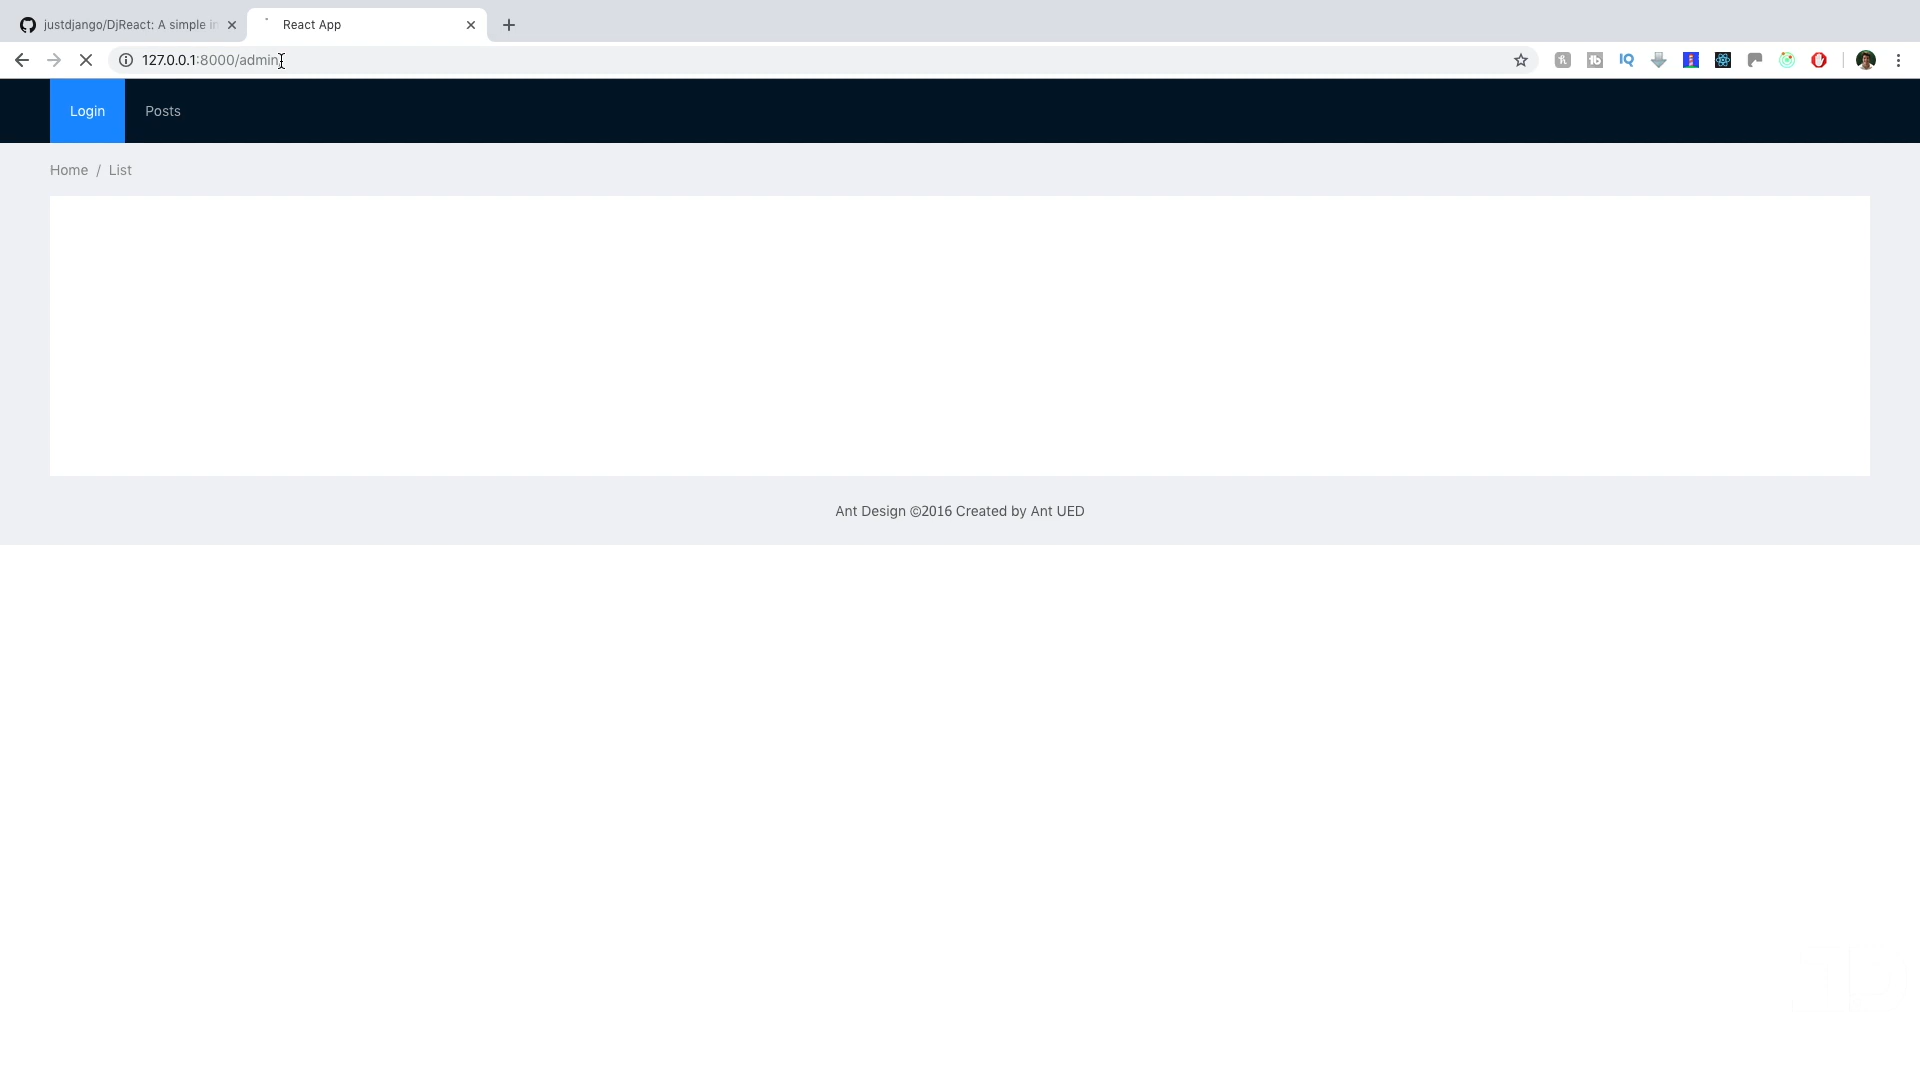 justdjango/DjReact: A simple in
React App
127.0.0.1:8000/admin
Login
Posts
Home / List
Ant Design ©2016 Created by Ant UED